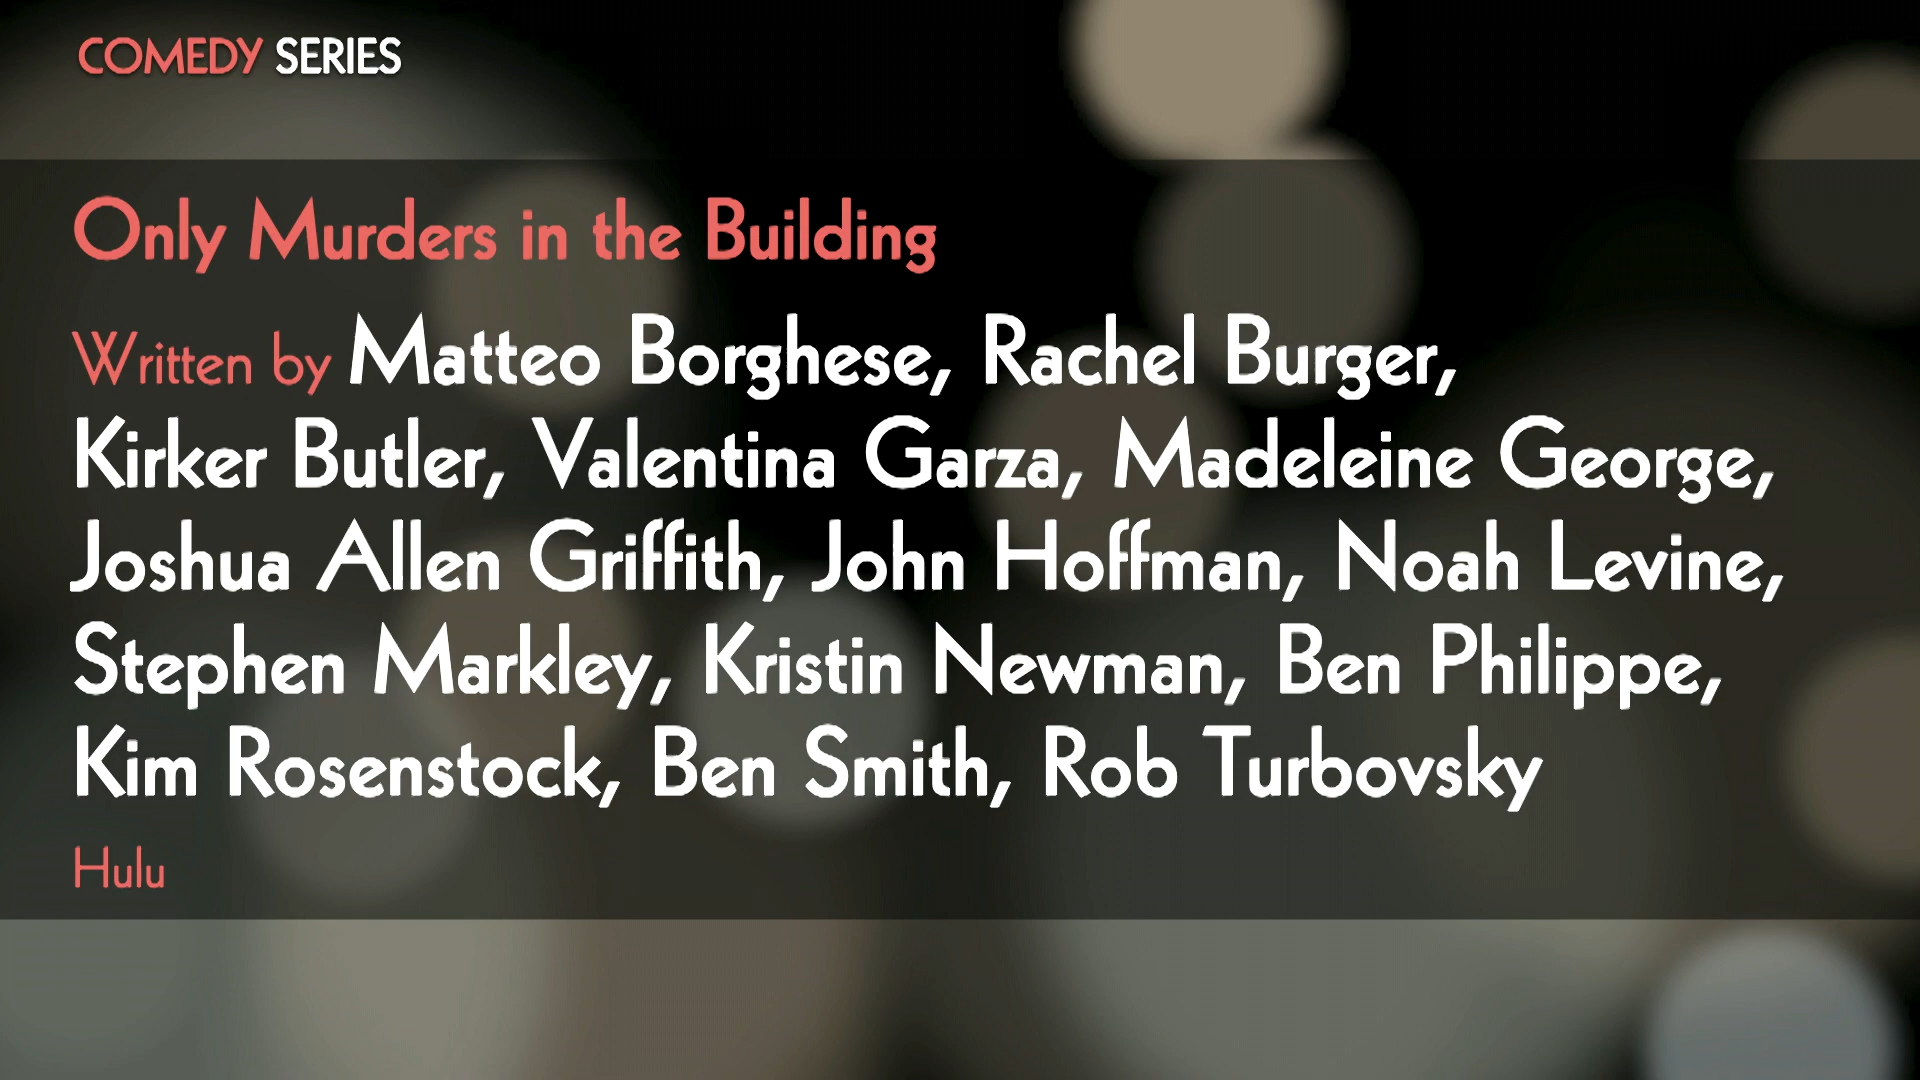 COMEDY SERIES
Only Murders in the Building
Written by Matteo Borghese, Rachel Burger,
Kirker Butler, Valentina Garza, Madeleine George,
Joshua Allen Griffith, John Hoffman, Noah Levine,
Stephen Markley, Kristin Newman, Ben Philippe,
Kim Rosenstock, Ben Smith, Rob Turbovsky
Hulu